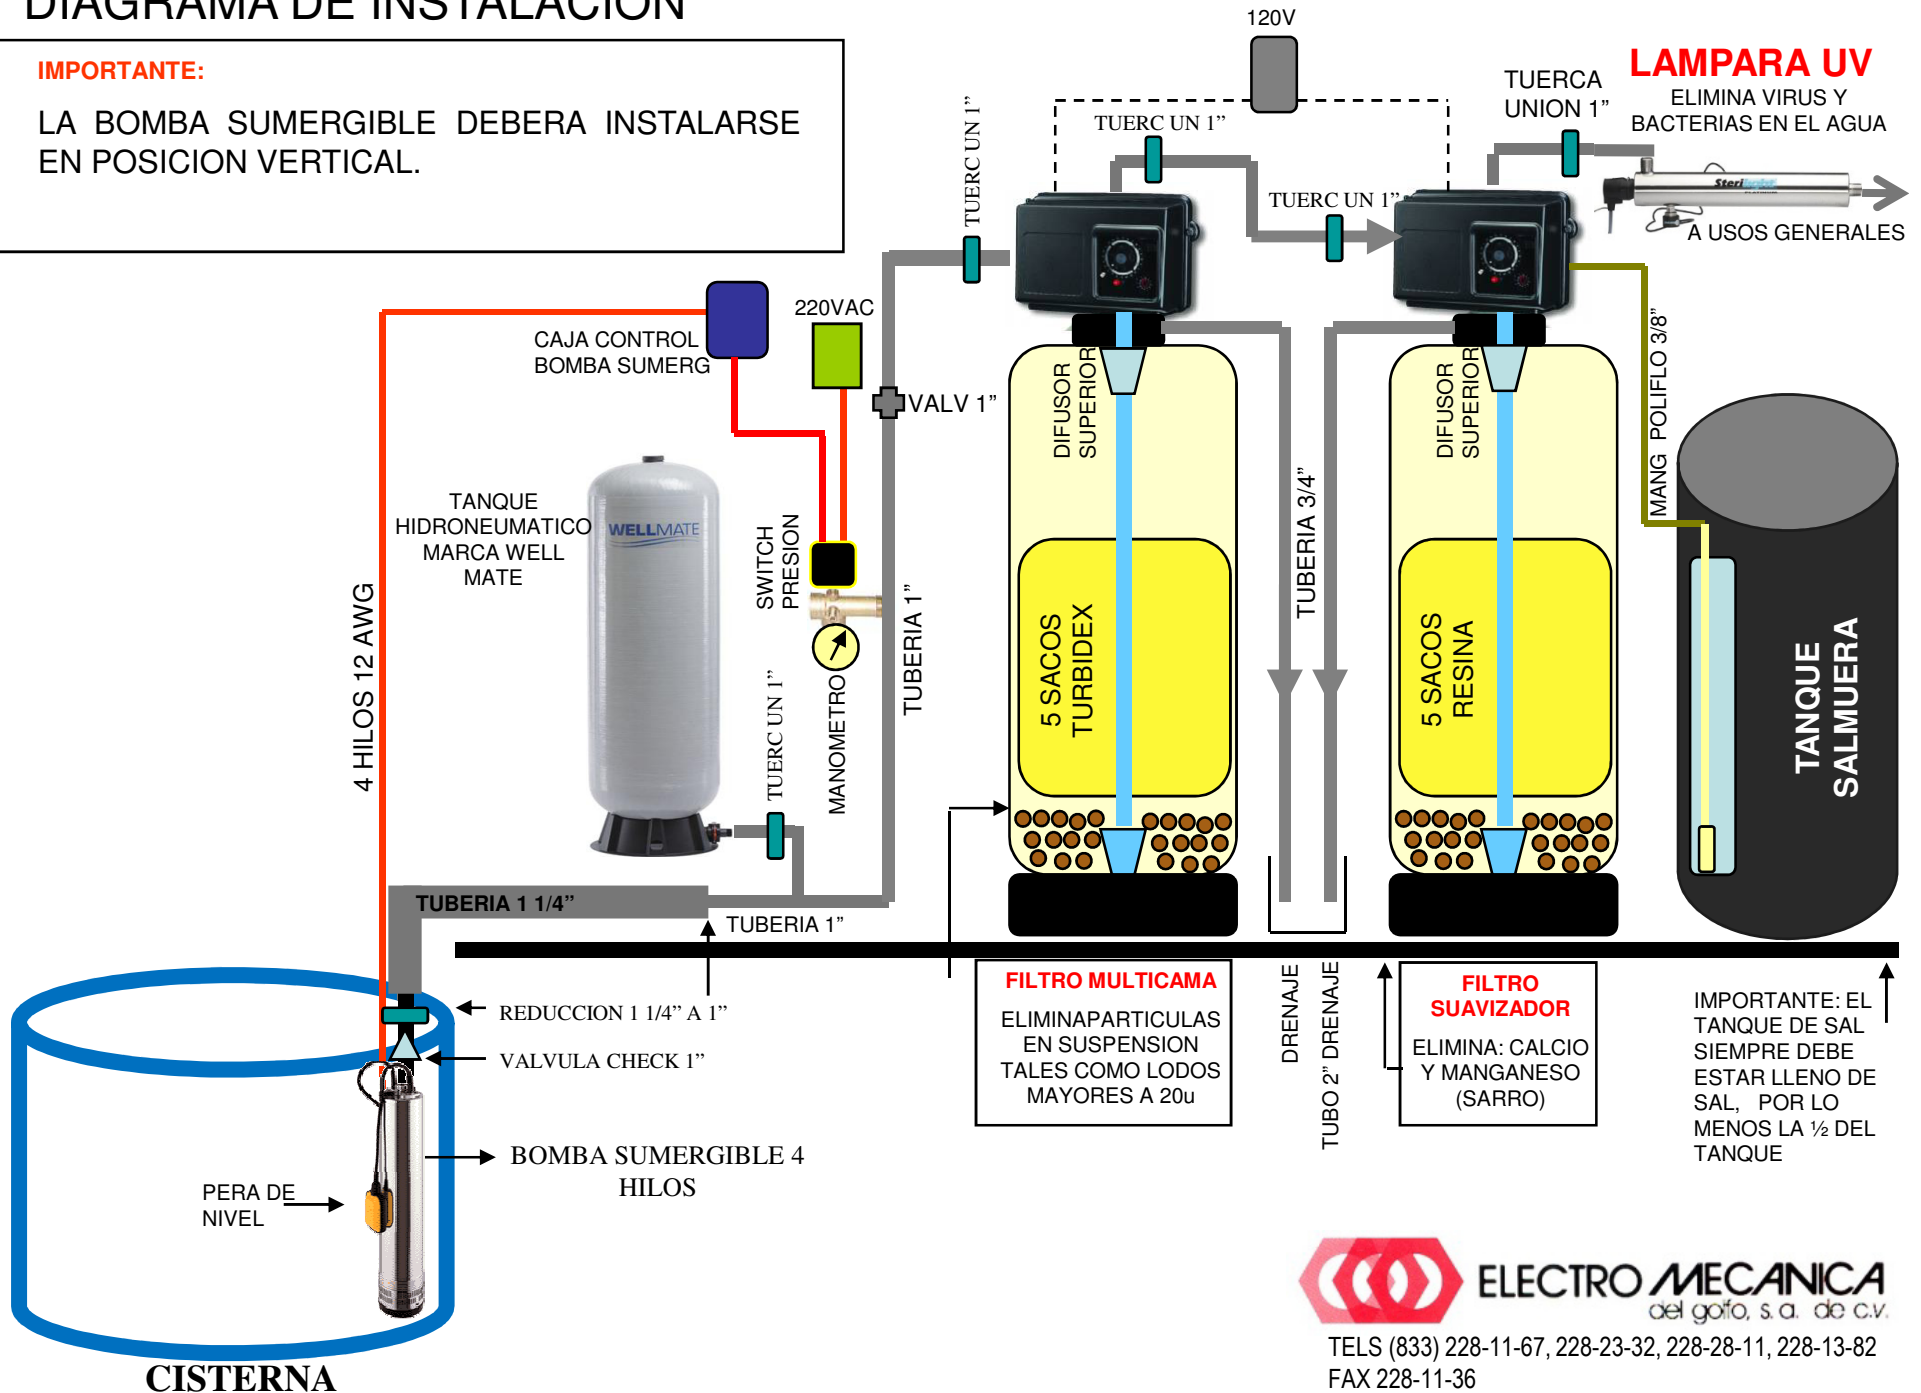 DIAGRAMA DE INSTALACION
IMPORTANTE:
LA BOMBA SUMERGIBLE DEBERA INSTALARSE
EN POSICION VERTICAL.
120V
LAMPARA UV
ELIMINA VIRUS Y
BACTERIAS EN EL AGUA
TUERCA
UNION 1”
TUERC UN 1”
TUERC UN 1”
TUERC UN 1”
Sterilight
A USOS GENERALES
220VAC
CAJA CONTROL
BOMBA SUMERG
VALV 1”
DIFUSOR
SUPERIOR
DIFUSOR
SUPERIOR
MANG POLIFLO 3/8”
TANQUE
HIDRONEUMATICO
MARCA WELL
MATE
WELLMATE
SWITCH
PRESION
TUBERIA 3/4”
4 HILOS 12 AWG
TUBERIA 1”
5 SACOS
TURBIDEX
5 SACOS
RESINA
TANQUE
SALMUERA
TUERC UN 1”
MANOMETRO
TUBERIA 1 1/4”
TUBERIA 1”
REDUCCION 1 1/4” A 1”
VALVULA CHECK 1”
BOMBA SUMERGIBLE 4
HILOS
PERA DE
NIVEL
CISTERNA
FILTRO MULTICAMA
ELIMINAPARTICULAS
EN SUSPENSION
TALES COMO LODOS
MAYORES A 20u
DRENAJE
TUBO 2” DRENAJE
FILTRO
SUAVIZADOR
ELIMINA: CALCIO
Y MANGANESO
(SARRO)
IMPORTANTE: EL
TANQUE DE SAL
SIEMPRE DEBE
ESTAR LLENO DE
SAL, POR LO
MENOS LA ½ DEL
TANQUE
ELECTRO MECANICA
del golfo, s.a. de c.v.
TELS (833) 228-11-67, 228-23-32, 228-28-11, 228-13-82
FAX 228-11-36